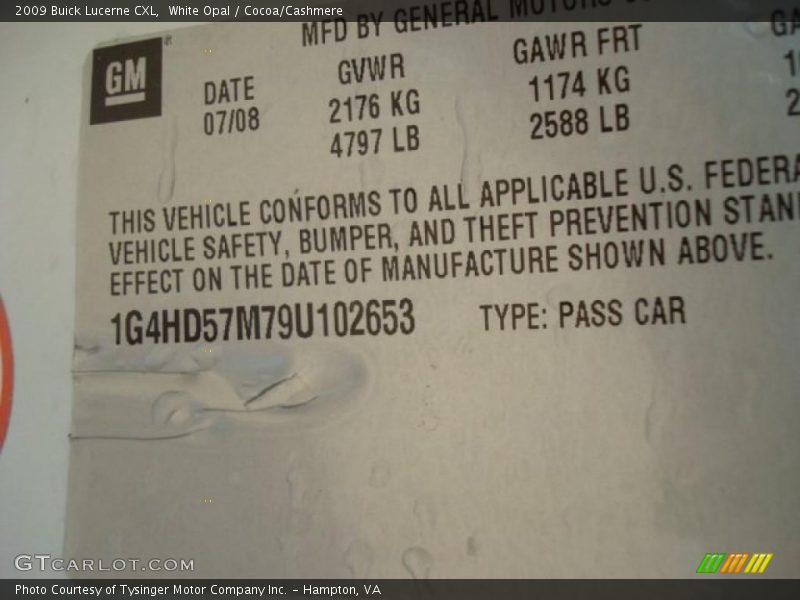 2009 Buick Lucerne CXL, White Opal / Cocoa/Cashmere
MFD BY GENERAL MOTORS
GM
DATE GVWR GAWR FRT
07/08 2176 KG 1174 KG
4797 LB 2588 LB
THIS VEHICLE CONFORMS TO ALL APPLICABLE U.S.
VEHICLE SAFETY, BUMPER, AND THEFT PREVENTION
EFFECT ON THE DATE OF MANUFACTURE SHOWN ABOVE.
1G4HD57M79U102653 TYPE: PASS CAR
GTCARLOT.COM
Photo Courtesy of Tysinger Motor Company Inc. - Hampton, VA